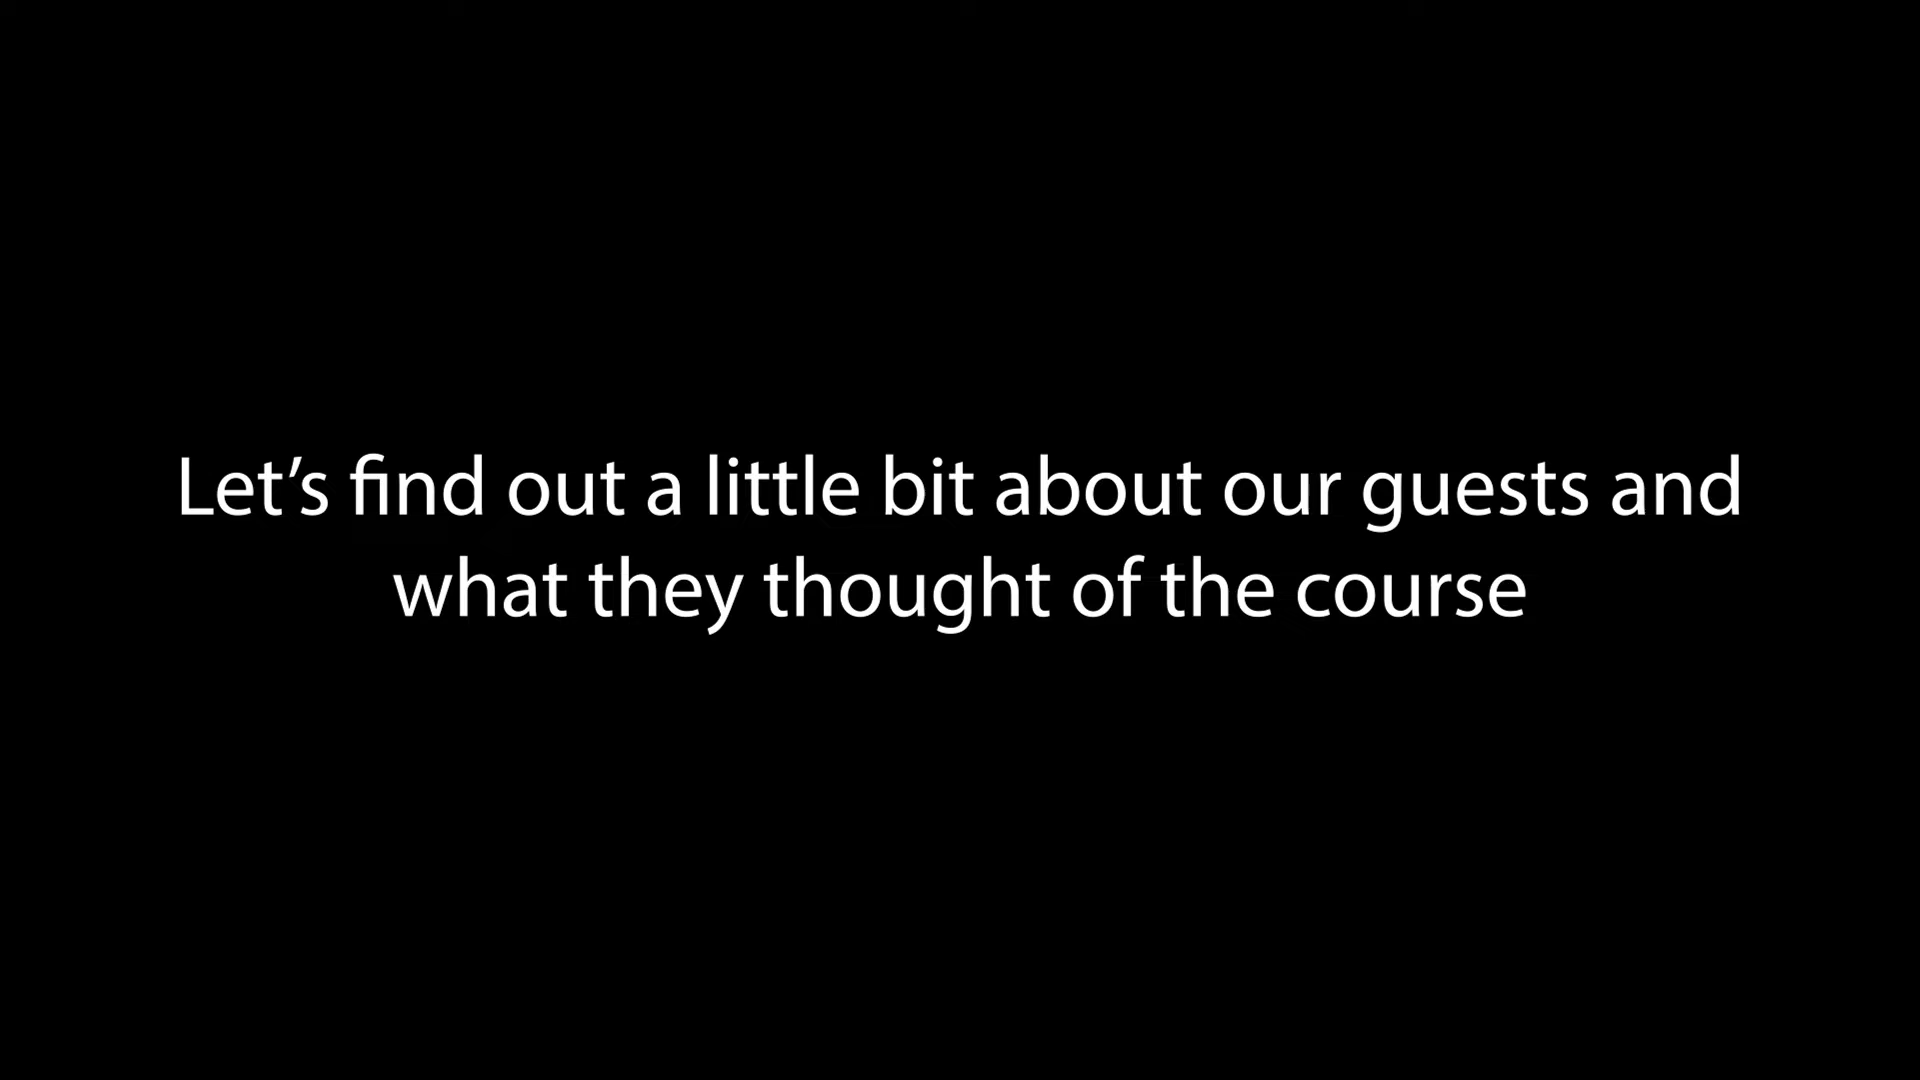 Let’s find out a little bit about our guests and
what they thought of the course